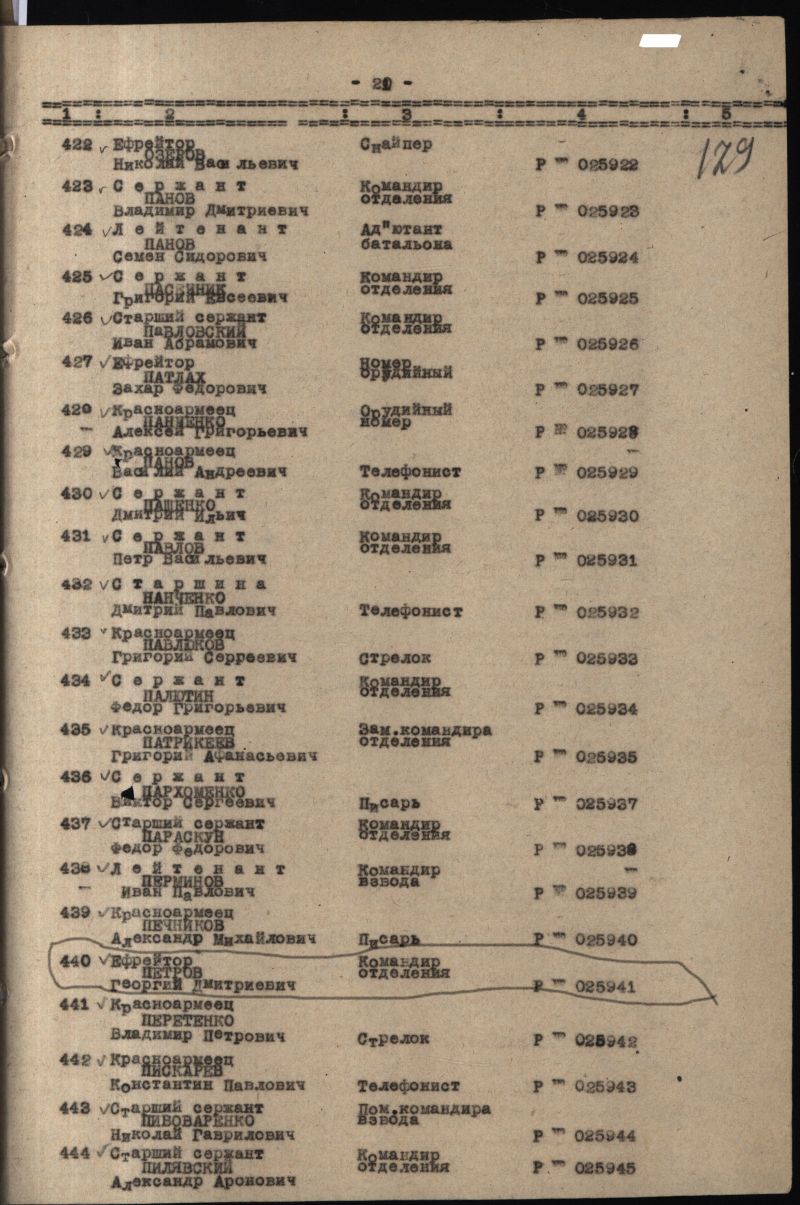 - 20 -
1 : 2 : 3 : 4 : 5
129
422 Ефрейтор Снайпер
ОЗЕРОВ
Николай Васильевич Р 025922
423 Сержант Командир
ПАНОВ отделения
Владимир Дмитриевич Р 025923
424 Лейтенант Ад"ютант
ПАНОВ батальона
Семен Сидорович Р 025924
425 Сержант Командир
отделения
Григорий Евсеевич Р 025925
426 Старший сержант Командир
ПАВЛОВСКИЙ отделения
Иван Абрамович Р 025926
427 Ефрейтор Номер
ПАТЛАХ орудийный
Захар Федорович Р 025927
428 Красноармеец Орудийный
номер
Алексей Григорьевич Р 025928
429 Красноармеец
ПАНОВ
Василий Андреевич Телефонист Р 025929
430 Сержант Командир
ПАЩЕНКО отделения
Дмитрий Ильич Р 025930
431 Сержант Командир
ПАВЛОВ отделения
Петр Васильевич Р 025931
432 Старшина
ПАНЧЕНКО
Дмитрий Павлович Телефонист Р 025932
433 Красноармеец
ПАВЛЮКОВ
Григорий Серреевич Стрелок Р 025933
434 Сержант Командир
ПАЛЮТИН отделения
Федор Григорьевич Р 025934
435 Красноармеец Зам.командира
ПАТРИКЕЕВ отделения
Григорий Афанасьевич Р 025935
436 Сержант
ПАРХОМЕНКО
Виктор Сергеевич Писарь Р 025937
437 Старший сержант Командир
ПАРАСКУН отделения
Федор Федорович Р 025938
438 Лейтенант Командир
ПЕРМИНОВ взвода
Иван Павлович Р 025939
439 Красноармеец
ПЕЧНИКОВ
Александр Михайлович Писарь Р 025940
440 Ефрейтор Командир
ПЕТРОВ отделения
Георгий Дмитриевич Р 025941
441 Красноармеец
ПЕРЕТЕНКО
Владимир Петрович Стрелок Р 025942
442 Красноармеец
ПИСКАРЕВ
Константин Павлович Телефонист Р 025943
443 Старший сержант Пом.командира
ПИВОВАРЕНКО взвода
Николай Гаврилович Р 025944
444 Старший сержант Командир
ПИЛЯВСКИЙ отделения Р 025945
Александр Аронович